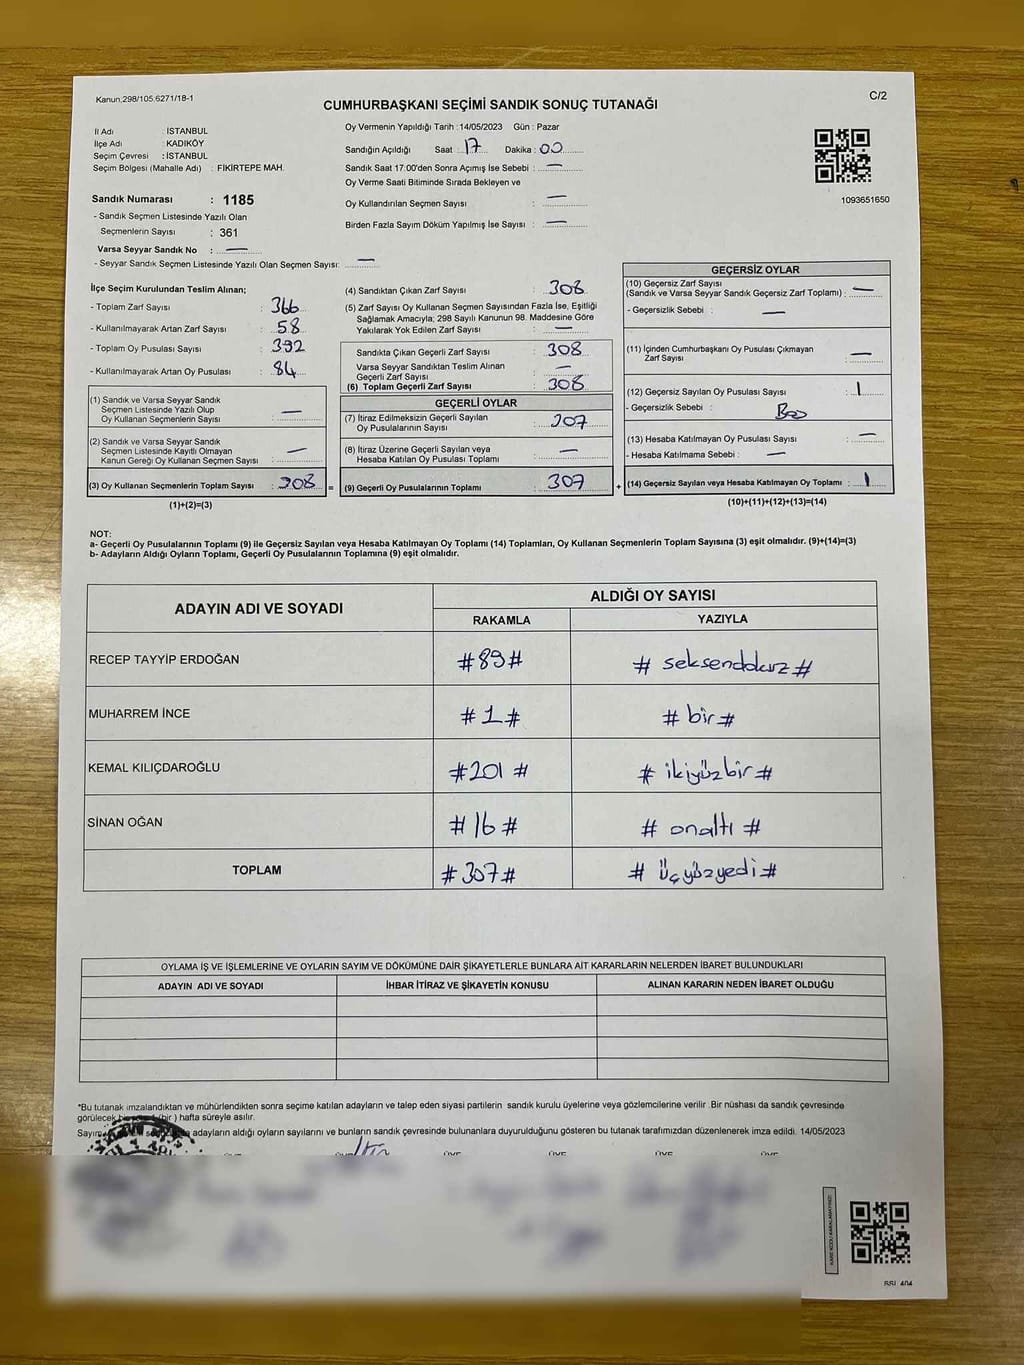 Kanun;298/105,6271/18-1
CUMHURBAŞKANI SEÇİMİ SANDIK SONUÇ TUTANAĞI
C/2
İl Adı : İSTANBUL
İlçe Adı : KADIKÖY
Seçim Çevresi : İSTANBUL
Seçim Bölgesi (Mahalle Adı) : FİKİRTEPE MAH.
Sandık Numarası : 1185
- Sandık Seçmen Listesinde Yazılı Olan
Seçmenlerin Sayısı : 361
Varsa Seyyar Sandık No : —
- Seyyar Sandık Seçmen Listesinde Yazılı Olan Seçmen Sayısı: —
Oy Vermenin Yapıldığı Tarih :14/05/2023 Gün : Pazar
Sandığın Açıldığı Saat : 17 Dakika : 00
Sandık Saat 17.00'den Sonra Açımış İse Sebebi : —
Oy Verme Saati Bitiminde Sırada Bekleyen ve
Oy Kullandırılan Seçmen Sayısı : —
Birden Fazla Sayım Döküm Yapılmış İse Sayısı : —
1093651650
İlçe Seçim Kurulundan Teslim Alınan;
- Toplam Zarf Sayısı : 366
- Kullanılmayarak Artan Zarf Sayısı : 58
- Toplam Oy Pusulası Sayısı : 392
- Kullanılmayarak Artan Oy Pusulası : 84
(1) Sandık ve Varsa Seyyar Sandık
Seçmen Listesinde Yazılı Olup
Oy Kullanan Seçmenlerin Sayısı : —
(2) Sandık ve Varsa Seyyar Sandık
Seçmen Listesinde Kayıtlı Olmayan
Kanun Gereği Oy Kullanan Seçmen Sayısı : —
(3) Oy Kullanan Seçmenlerin Toplam Sayısı : 308 =
(1)+(2)=(3)
(4) Sandıktan Çıkan Zarf Sayısı : 308
(5) Zarf Sayısı Oy Kullanan Seçmen Sayısından Fazla İse, Eşitliği
Sağlamak Amacıyla; 298 Sayılı Kanunun 98. Maddesine Göre
Yakılarak Yok Edilen Zarf Sayısı : —
Sandıkta Çıkan Geçerli Zarf Sayısı : 308
Varsa Seyyar Sandıktan Teslim Alınan
Geçerli Zarf Sayısı : —
(6) Toplam Geçerli Zarf Sayısı : 308
GEÇERLİ OYLAR
(7) İtiraz Edilmeksizin Geçerli Sayılan
Oy Pusulalarının Sayısı : 307
(8) İtiraz Üzerine Geçerli Sayılan veya
Hesaba Katılan Oy Pusulası Toplamı : —
(9) Geçerli Oy Pusulalarının Toplamı : 307 +
GEÇERSİZ OYLAR
(10) Geçersiz Zarf Sayısı
(Sandık ve Varsa Seyyar Sandık Geçersiz Zarf Toplamı) : —
- Geçersizlik Sebebi : —
(11) İçinden Cumhurbaşkanı Oy Pusulası Çıkmayan
Zarf Sayısı : —
(12) Geçersiz Sayılan Oy Pusulası Sayısı : 1
- Geçersizlik Sebebi :
(13) Hesaba Katılmayan Oy Pusulası Sayısı : —
- Hesaba Katılmama Sebebi : —
(14) Geçersiz Sayılan veya Hesaba Katılmayan Oy Toplamı : 1
(10)+(11)+(12)+(13)=(14)
NOT:
a- Geçerli Oy Pusulalarının Toplamı (9) ile Geçersiz Sayılan veya Hesaba Katılmayan Oy Toplamı (14) Toplamları, Oy Kullanan Seçmenlerin Toplam Sayısına (3) eşit olmalıdır. (9)+(14)=(3)
b- Adayların Aldığı Oyların Toplamı, Geçerli Oy Pusulalarının Toplamına (9) eşit olmalıdır.
ADAYIN ADI VE SOYADI ALDIĞI OY SAYISI
RAKAMLA YAZIYLA
RECEP TAYYİP ERDOĞAN #89# # seksendokuz #
MUHARREM İNCE #1# # bir #
KEMAL KILIÇDAROĞLU #201 # # ikiyüzbir #
SİNAN OĞAN #16# # onaltı #
TOPLAM #307# # üçyüzyedi #
OYLAMA İŞ VE İŞLEMLERİNE VE OYLARIN SAYIM VE DÖKÜMÜNE DAİR ŞİKAYETLERLE BUNLARA AİT KARARLARIN NELERDEN İBARET BULUNDUKLARI
ADAYIN ADI VE SOYADI İHBAR İTİRAZ VE ŞİKAYETİN KONUSU ALINAN KARARIN NEDEN İBARET OLDUĞU
*Bu tutanak imzalandıktan ve mühürlendikten sonra seçime katılan adayların ve talep eden siyasi partilerin sandık kurulu üyelerine veya gözlemcilerine verilir .Bir nüshası da sandık çevresinde
görülecek (bir ) hafta süreyle asılır.
Sayım adayların aldığı oyların sayılarını ve bunların sandık çevresinde bulunanlara duyurulduğunu gösteren bu tutanak tarafımızdan düzenlenerek imza edildi. 14/05/2023
ÜYE ÜYE ÜYE ÜYE